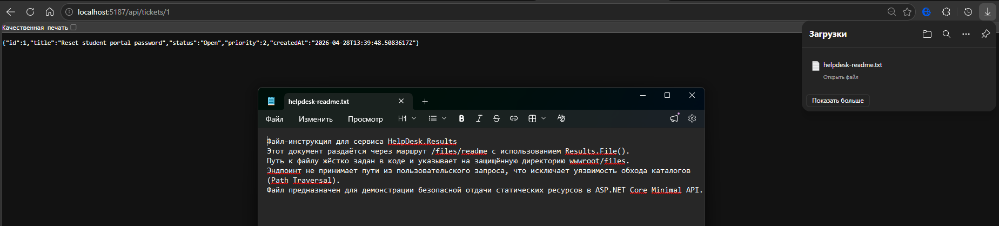 localhost:5187/api/tickets/1
Качественная печать
{"id":1,"title":"Reset student portal password","status":"Open","priority":2,"createdAt":"2026-04-28T13:39:48.5083617Z"}
Загрузки
helpdesk-readme.txt
Открыть файл
Показать больше
helpdesk-readme.txt
Файл Изменить Просмотр H1 B I S
Файл-инструкция для сервиса HelpDesk.Results
Этот документ раздаётся через маршрут /files/readme с использованием Results.File().
Путь к файлу жёстко задан в коде и указывает на защищённую директорию wwwroot/files.
Эндпоинт не принимает пути из пользовательского запроса, что исключает уязвимость обхода каталогов
(Path Traversal).
Файл предназначен для демонстрации безопасной отдачи статических ресурсов в ASP.NET Core Minimal API.